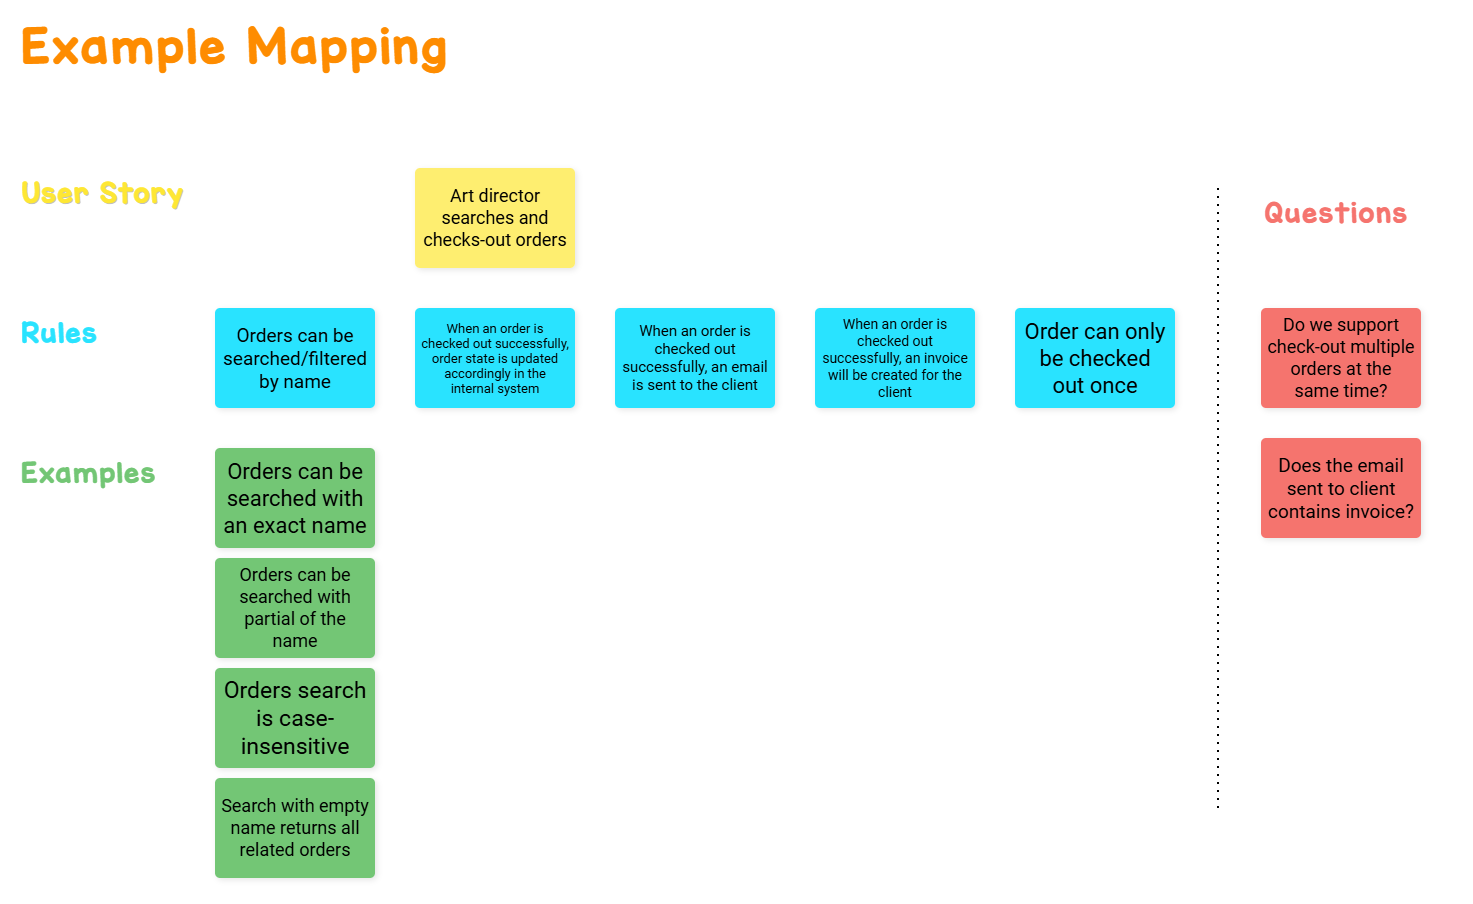 Example Mapping
User Story
Art director
searches and
checks-out orders
Questions
Rules
Orders can be
searched/filtered
by name
When an order is
checked out successfully,
order state is updated
accordingly in the
internal system
When an order is
checked out
successfully, an email
is sent to the client
When an order is
checked out
successfully, an invoice
will be created for the
client
Order can only
be checked
out once
Do we support
check-out multiple
orders at the
same time?
Does the email
sent to client
contains invoice?
Examples
Orders can be
searched with
an exact name
Orders can be
searched with
partial of the
name
Orders search
is case-
insensitive
Search with empty
name returns all
related orders